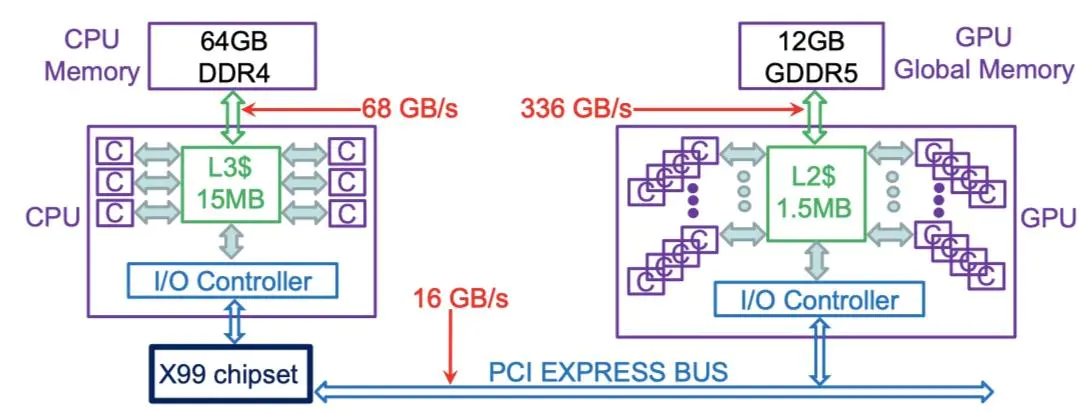 CPU
Memory
64GB
DDR4
68 GB/s
336 GB/s
12GB
GDDR5
GPU
Global Memory
CPU
C
C
C
L3$
15MB
C
C
C
I/O Controller
X99 chipset
16 GB/s
PCI EXPRESS BUS
C
C
C
C
C
C
C
C
L2$
1.5MB
C
C
C
C
C
C
C
C
GPU
I/O Controller